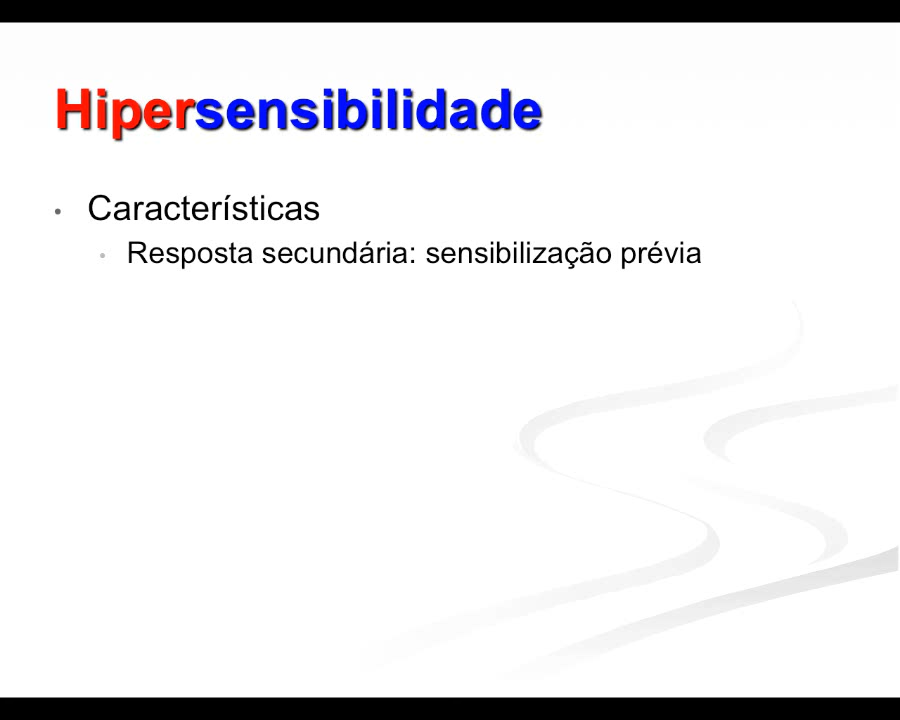 Hipersensibilidade
• Características
• Resposta secundária: sensibilização prévia